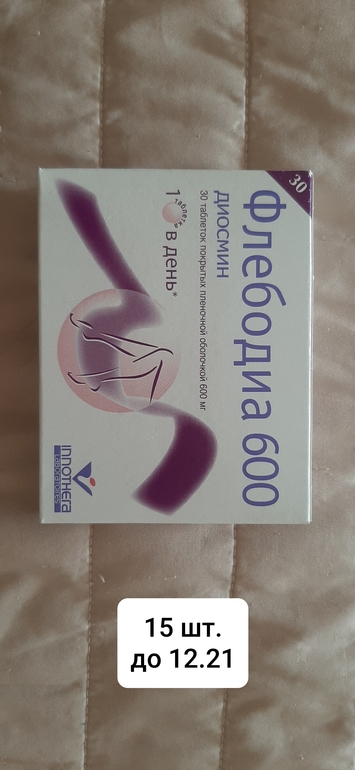 30
Флебодиа 600
диосмин
30 таблеток покрытых пленочной оболочкой 600 мг
1 таблетка в день*
INNOTHERA
LABORATOIRES
15 шт.
до 12.21